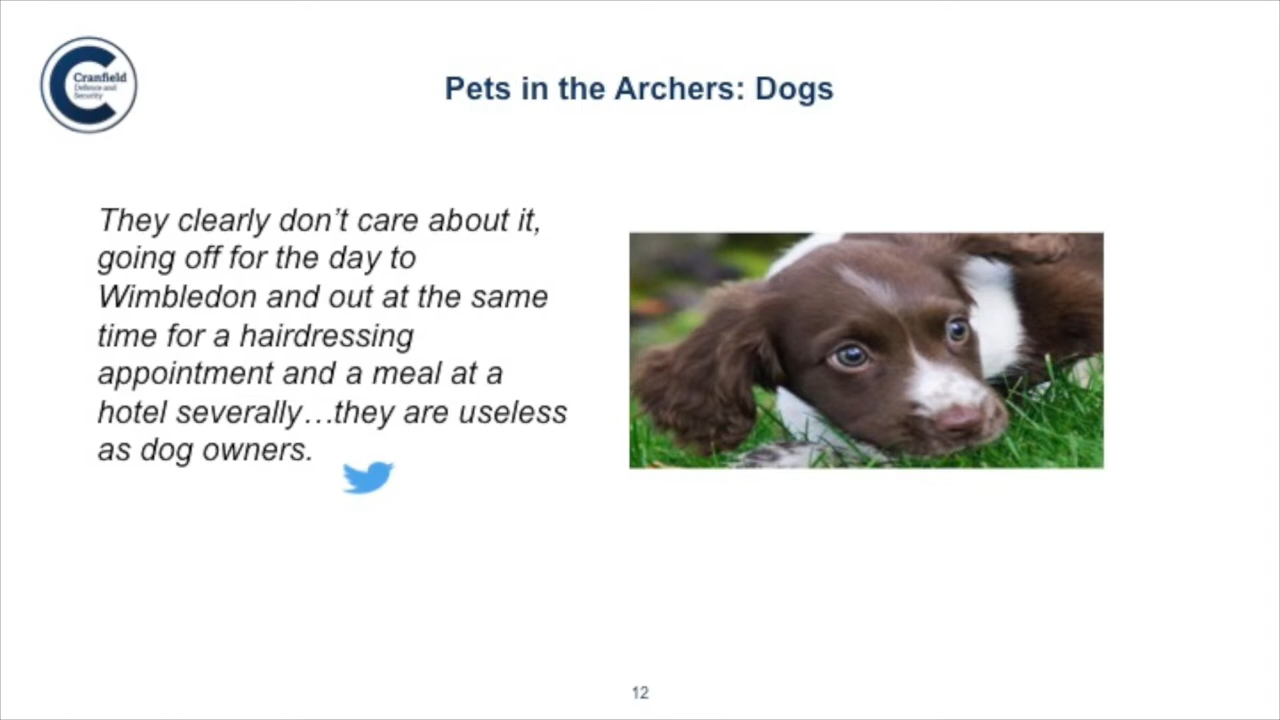 Cranfield
Defence and
Security
Pets in the Archers: Dogs
They clearly don’t care about it,
going off for the day to
Wimbledon and out at the same
time for a hairdressing
appointment and a meal at a
hotel severally…they are useless
as dog owners.
12